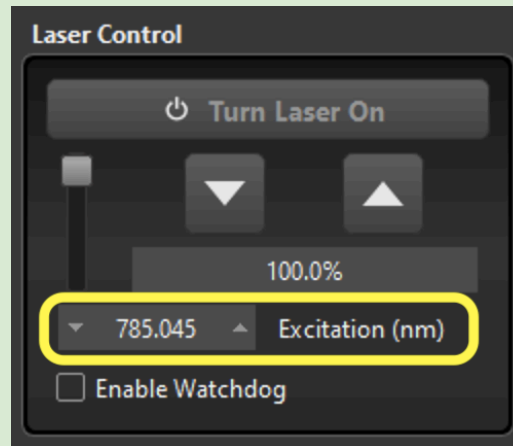 Laser Control
Turn Laser On
100.0%
785.045 Excitation (nm)
Enable Watchdog